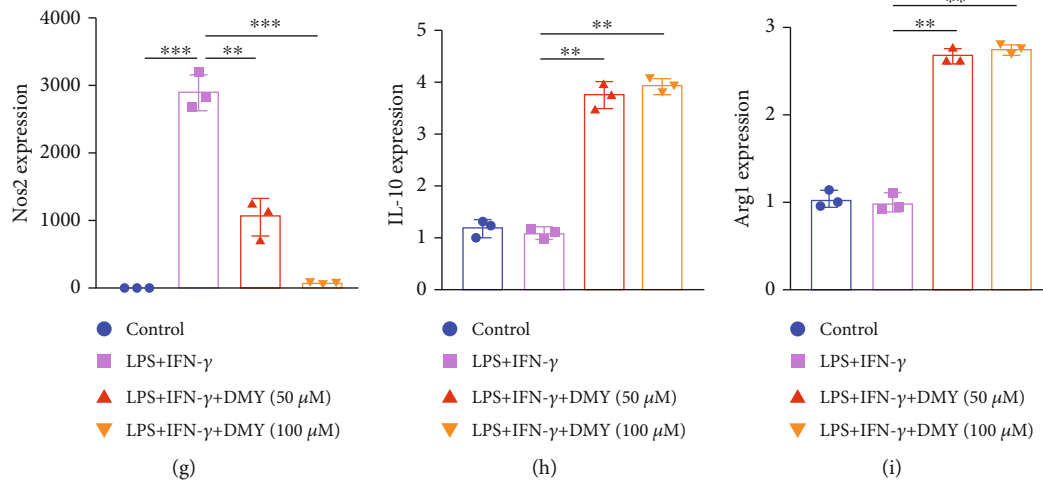 Nos2 expression
4000
3000
2000
1000
0
***
**
***
Control
LPS+IFN-γ
LPS+IFN-γ+DMY (50 μM)
LPS+IFN-γ+DMY (100 μM)
(g)
IL-10 expression
5
4
3
2
1
0
**
**
Control
LPS+IFN-γ
LPS+IFN-γ+DMY (50 μM)
LPS+IFN-γ+DMY (100 μM)
(h)
Arg1 expression
3
2
1
0
**
**
Control
LPS+IFN-γ
LPS+IFN-γ+DMY (50 μM)
LPS+IFN-γ+DMY (100 μM)
(i)